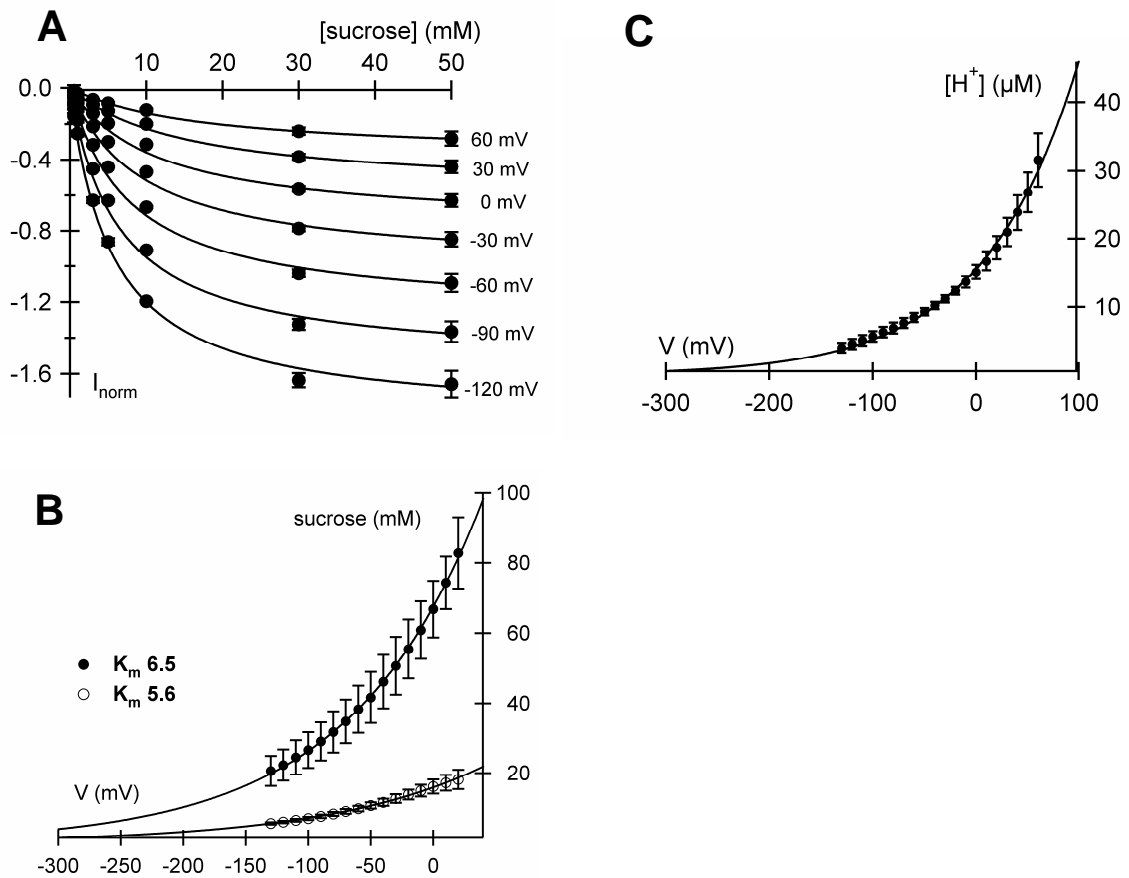 A
[sucrose] (mM)
10 20 30 40 50
0.0
-0.4
-0.8
-1.2
-1.6
60 mV
30 mV
0 mV
-30 mV
-60 mV
-90 mV
-120 mV
Inorm
C
[H+] (µM)
40
30
20
10
V (mV)
-300 -200 -100 0 100
B
sucrose (mM)
100
80
60
40
20
Km 6.5
Km 5.6
V (mV)
-300 -250 -200 -150 -100 -50 0